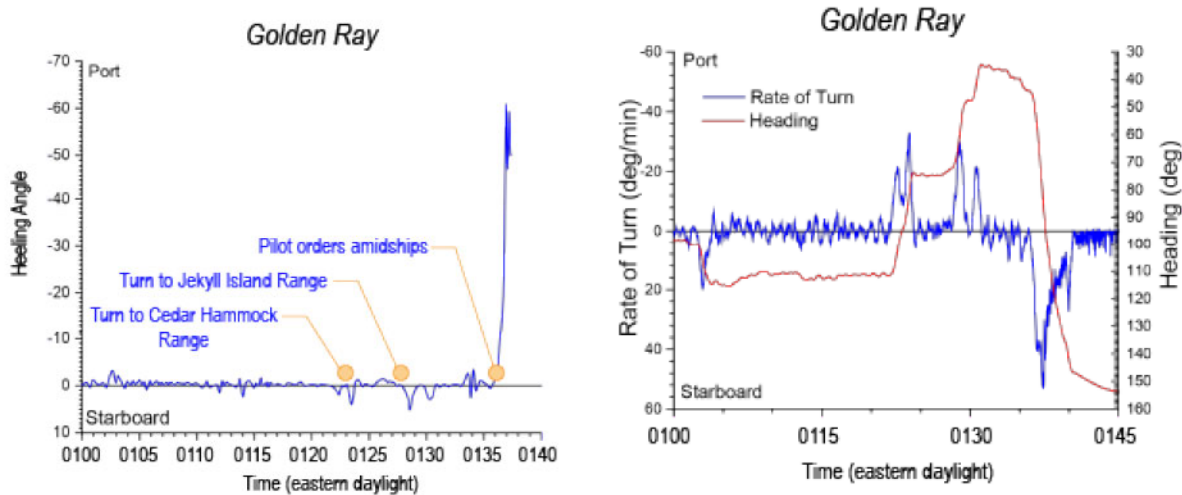 Golden Ray
-70
Port
-60
-50
-40
-30
-20
-10
0
10
Heeling Angle
Pilot orders amidships
Turn to Jekyll Island Range
Turn to Cedar Hammock
Range
Starboard
0100 0105 0110 0115 0120 0125 0130 0135 0140
Time (eastern daylight)
Golden Ray
-60
Port
-40
-20
0
20
40
60
Rate of Turn (deg/min)
Rate of Turn
Heading
Starboard
30
40
50
60
70
80
90
100
110
120
130
140
150
160
Heading (deg)
0100 0115 0130 0145
Time (eastern daylight)